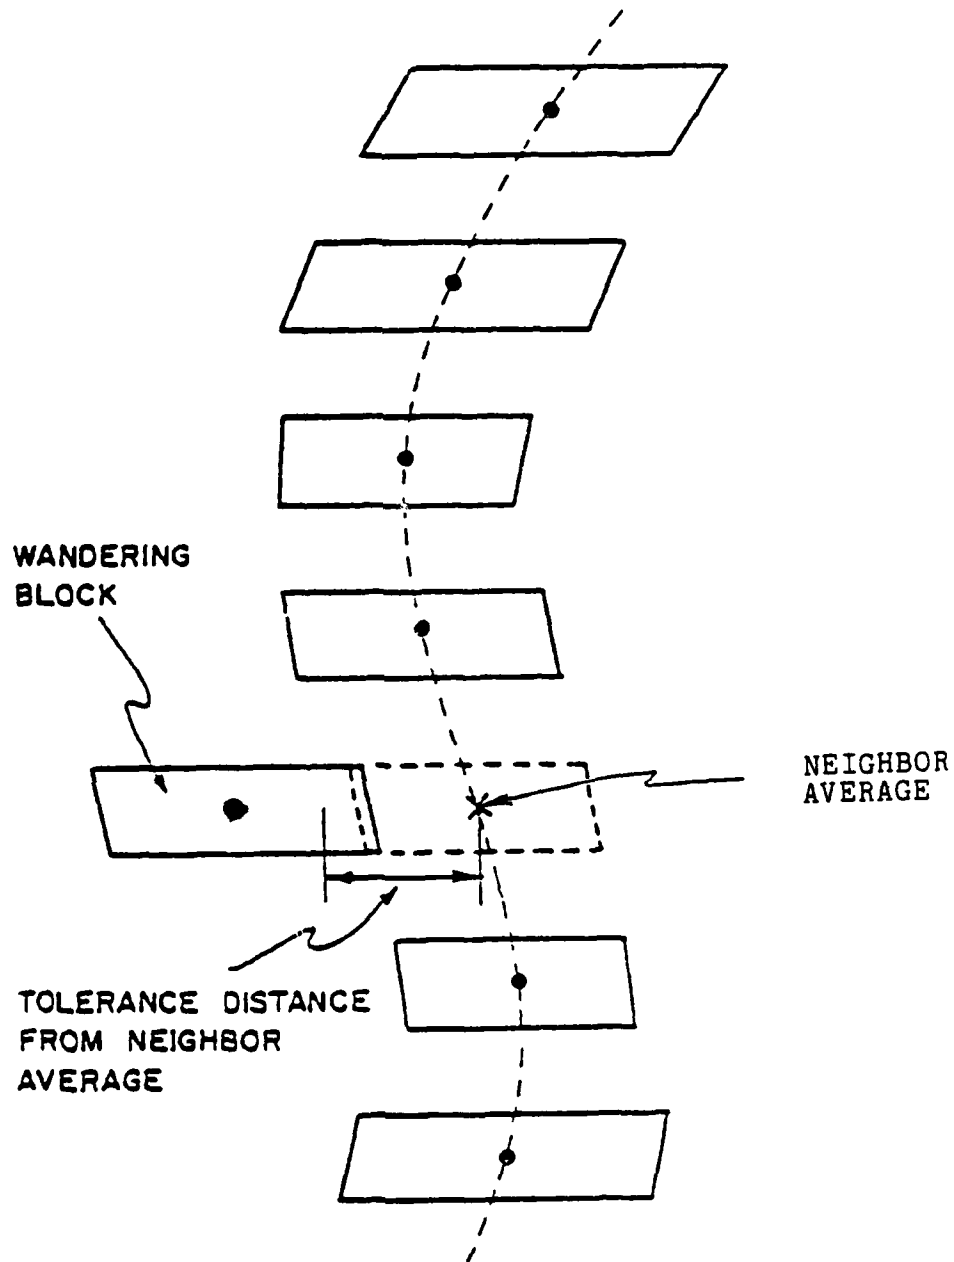 WANDERING
BLOCK
NEIGHBOR
AVERAGE
TOLERANCE DISTANCE
FROM NEIGHBOR
AVERAGE